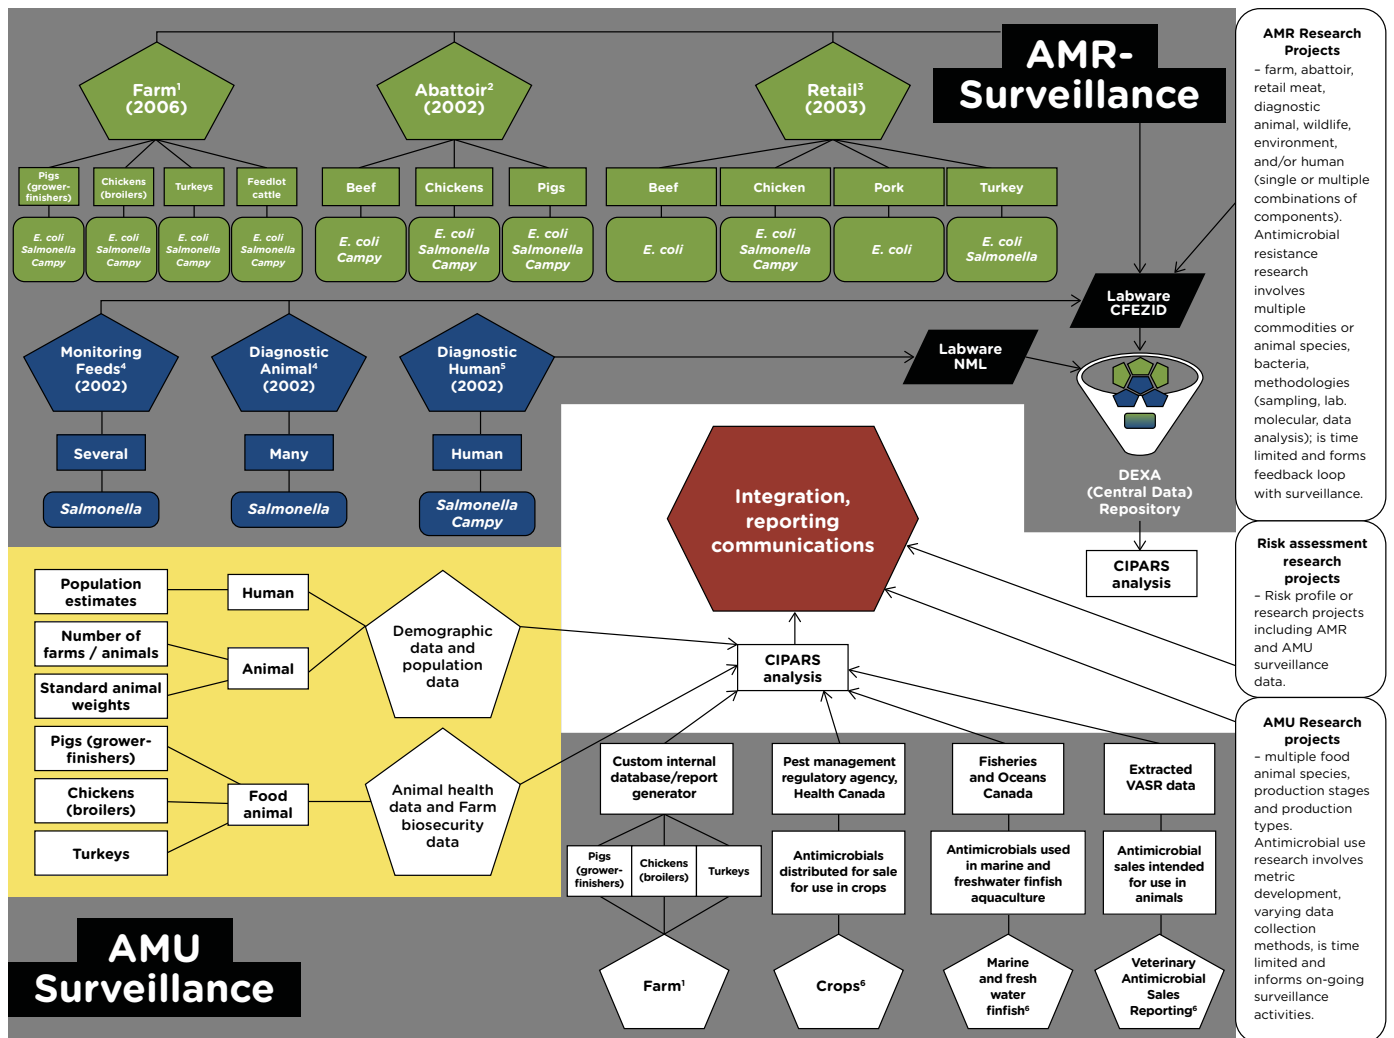 AMR-
Surveillance
Farm¹
(2006)
Abattoir²
(2002)
Retail³
(2003)
Pigs
(grower-
finishers)
Chickens
(broilers)
Turkeys
Feedlot
cattle
Beef
Chickens
Pigs
Beef
Chicken
Pork
Turkey
E. coli
Salmonella
Campy
E. coli
Salmonella
Campy
E. coli
Salmonella
Campy
E. coli
Salmonella
Campy
E. coli
Campy
E. coli
Salmonella
Campy
E. coli
Salmonella
Campy
E. coli
E. coli
Salmonella
Campy
E. coli
E. coli
Salmonella
Labware
CFEZID
Monitoring
Feeds⁴
(2002)
Diagnostic
Animal⁴
(2002)
Diagnostic
Human⁵
(2002)
Labware
NML
Several
Many
Human
Salmonella
Salmonella
Salmonella
Campy
DEXA
(Central Data)
Repository
CIPARS
analysis
Integration,
reporting
communications
Population
estimates
Human
Number of
farms / animals
Animal
Standard animal
weights
Demographic
data and
population
data
Pigs (grower-
finishers)
Chickens
(broilers)
Turkeys
Food
animal
Animal health
data and Farm
biosecurity
data
CIPARS
analysis
Custom internal
database/report
generator
Pest management
regulatory agency,
Health Canada
Fisheries
and Oceans
Canada
Extracted
VASR data
Pigs
(grower-
finishers)
Chickens
(broilers)
Turkeys
Antimicrobials
distributed for sale
for use in crops
Antimicrobials used
in marine and
freshwater finfish
aquaculture
Antimicrobial
sales intended
for use in
animals
Farm¹
Crops⁶
Marine
and fresh
water
finfish⁶
Veterinary
Antimicrobial
Sales
Reporting⁶
AMU
Surveillance
AMR Research
Projects
– farm, abattoir,
retail meat,
diagnostic
animal, wildlife,
environment,
and/or human
(single or multiple
combinations of
components).
Antimicrobial
resistance
research
involves
multiple
commodities or
animal species,
bacteria,
methodologies
(sampling, lab.
molecular, data
analysis); is time
limited and forms
feedback loop
with surveillance.
Risk assessment
research
projects
– Risk profile or
research projects
including AMR
and AMU
surveillance
data.
AMU Research
projects
– multiple food
animal species,
production stages
and production
types.
Antimicrobial use
research involves
metric
development,
varying data
collection
methods, is time
limited and
informs on-going
surveillance
activities.